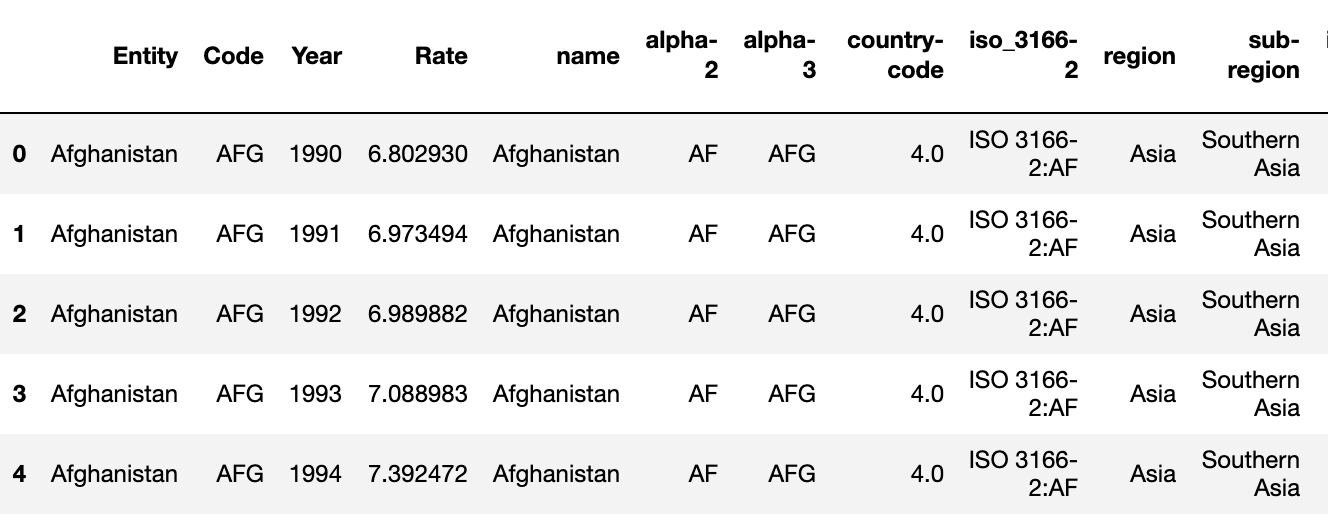 Entity Code Year Rate name alpha-2 alpha-3 country-code iso_3166-2 region sub-region i
0 Afghanistan AFG 1990 6.802930 Afghanistan AF AFG 4.0 ISO 3166-2:AF Asia Southern Asia
1 Afghanistan AFG 1991 6.973494 Afghanistan AF AFG 4.0 ISO 3166-2:AF Asia Southern Asia
2 Afghanistan AFG 1992 6.989882 Afghanistan AF AFG 4.0 ISO 3166-2:AF Asia Southern Asia
3 Afghanistan AFG 1993 7.088983 Afghanistan AF AFG 4.0 ISO 3166-2:AF Asia Southern Asia
4 Afghanistan AFG 1994 7.392472 Afghanistan AF AFG 4.0 ISO 3166-2:AF Asia Southern Asia